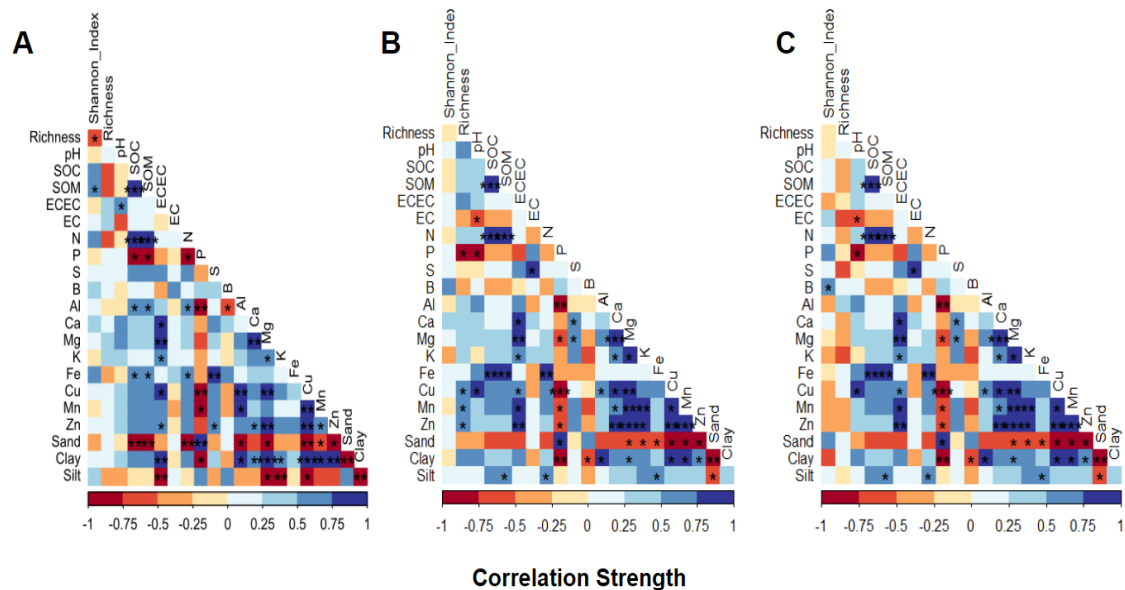 A
B
C
Shannon_Index
Richness
pH
SOC
SOM
ECEC
EC
N
P
S
B
Al
Ca
Mg
K
Fe
Cu
Mn
Zn
Sand
Clay
Richness
pH
SOC
SOM
ECEC
EC
N
P
S
B
Al
Ca
Mg
K
Fe
Cu
Mn
Zn
Sand
Clay
Silt
-1 -0.75 -0.5 -0.25 0 0.25 0.5 0.75 1
Shannon_Index
Richness
pH
SOC
SOM
ECEC
EC
N
P
S
B
Al
Ca
Mg
K
Fe
Cu
Mn
Zn
Sand
Clay
Richness
pH
SOC
SOM
ECEC
EC
N
P
S
B
Al
Ca
Mg
K
Fe
Cu
Mn
Zn
Sand
Clay
Silt
-1 -0.75 -0.5 -0.25 0 0.25 0.5 0.75 1
Shannon_Index
Richness
pH
SOC
SOM
ECEC
EC
N
P
S
B
Al
Ca
Mg
K
Fe
Cu
Mn
Zn
Sand
Clay
Richness
pH
SOC
SOM
ECEC
EC
N
P
S
B
Al
Ca
Mg
K
Fe
Cu
Mn
Zn
Sand
Clay
Silt
-1 -0.75 -0.5 -0.25 0 0.25 0.5 0.75 1
Correlation Strength